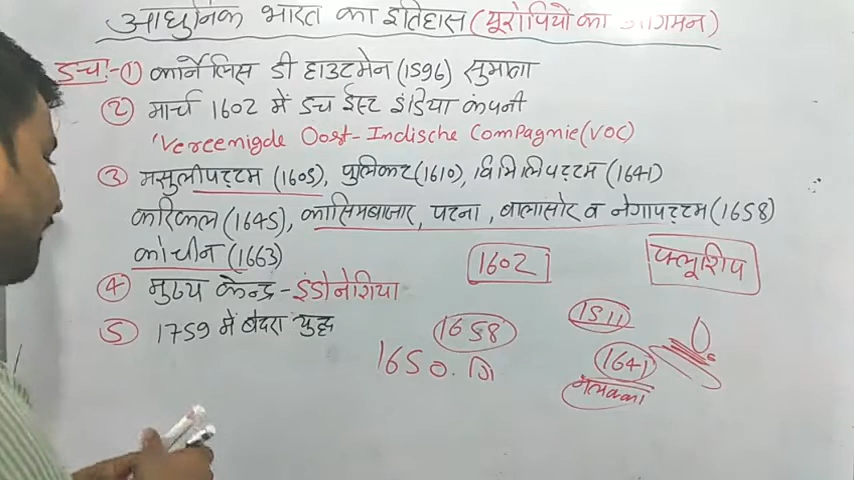 आधुनिक भारत का इतिहास (यूरोपियों का आगमन)
डच:- ① कार्नेलिस डी हाउटमेन (1596) सुमात्रा
② मार्च 1602 में डच ईस्ट इंडिया कंपनी
'Vereenigde Oost-Indische Compagnie (VOC)
③ मसुलीपट्टम (1605), पुलिकट (1610), विमिलिपट्टम (1641)
करिकल (1645), कासिमबाजार, पटना, बालासोर व नेगापट्टम (1658)
कोचीन (1663)
1602
फ्लूशिप
④ मुख्य केन्द्र - इंडोनेशिया
⑤ 1759 में बेदरा युद्ध
1658
1650.
1511
1641
मलक्का